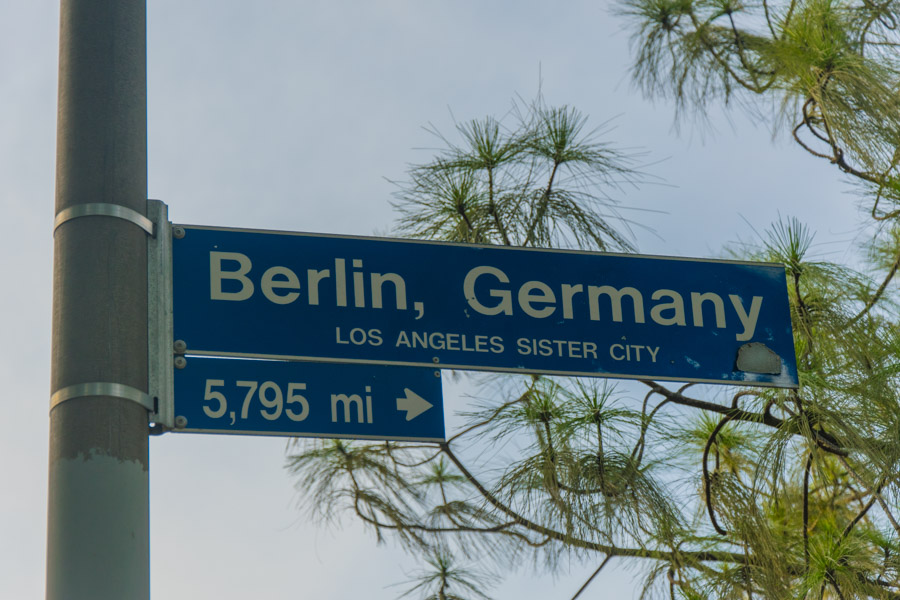 Berlin, Germany
LOS ANGELES SISTER CITY
5,795 mi →